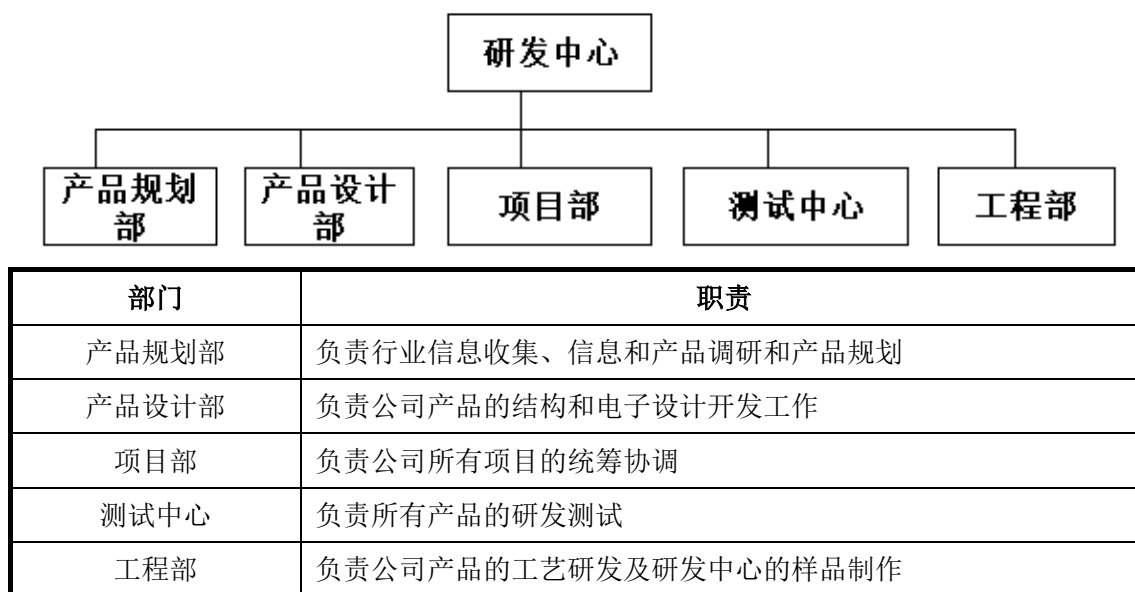 研发中心
产品规划
部
产品设计
部
项目部
测试中心
工程部
部门 职责
产品规划部 负责行业信息收集、信息和产品调研和产品规划
产品设计部 负责公司产品的结构和电子设计开发工作
项目部 负责公司所有项目的统筹协调
测试中心 负责所有产品的研发测试
工程部 负责公司产品的工艺研发及研发中心的样品制作